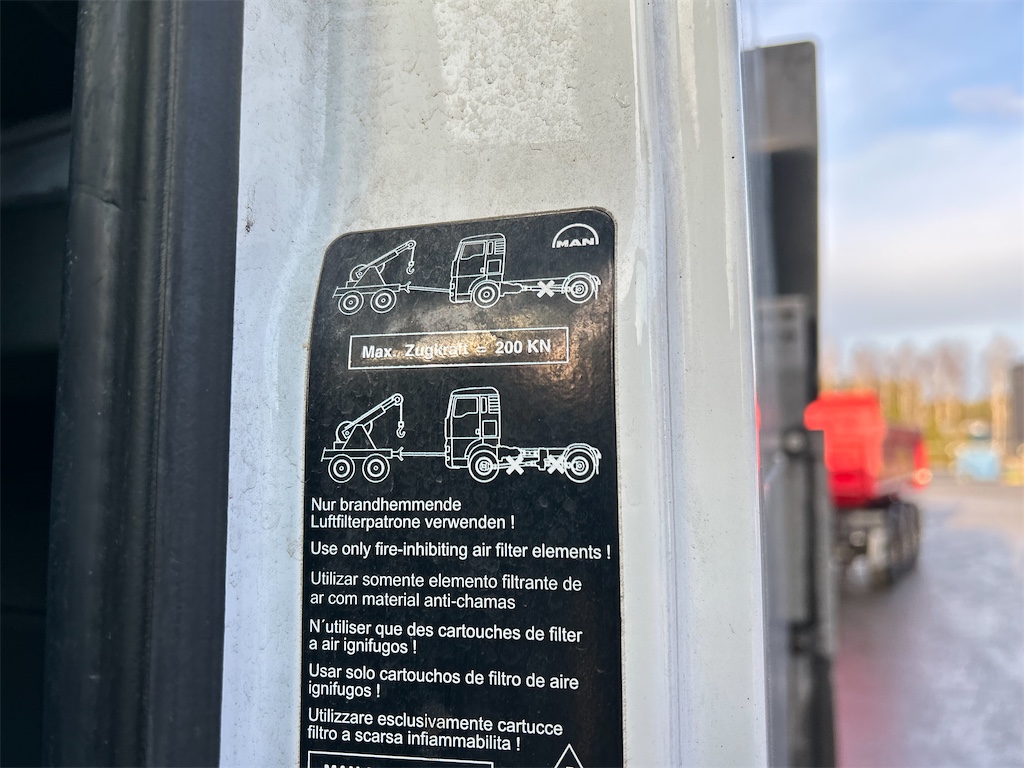 MAN
Max. Zugkraft = 200 KN
Nur brandhemmende
Luftfilterpatrone verwenden !
Use only fire-inhibiting air filter elements !
Utilizar somente elemento filtrante de
ar com material anti-chamas
N´utiliser que des cartouches de filter
a air ignifugos !
Usar solo cartouchos de filtro de aire
ignifugos !
Utilizzare esclusivamente cartucce
filtro a scarsa infiammabilita !